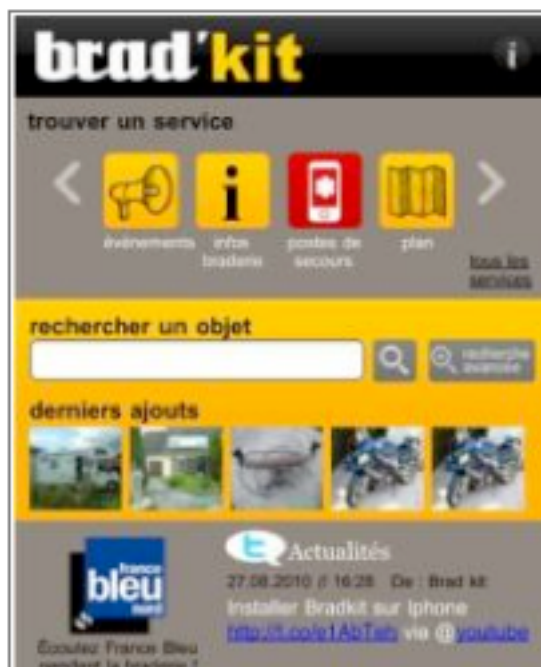 brad'kit
i
trouver un service
événements
infos
braderie
postes de
secours
plan
tous les
services
rechercher un objet
recherche
avancée
derniers ajouts
france
bleu
nord
Écoutez France Bleu
pendant la braderie !
t Actualités
27.08.2010 // 16:28 De : Brad kit
Installer Bradkit sur Iphone
via @youtube